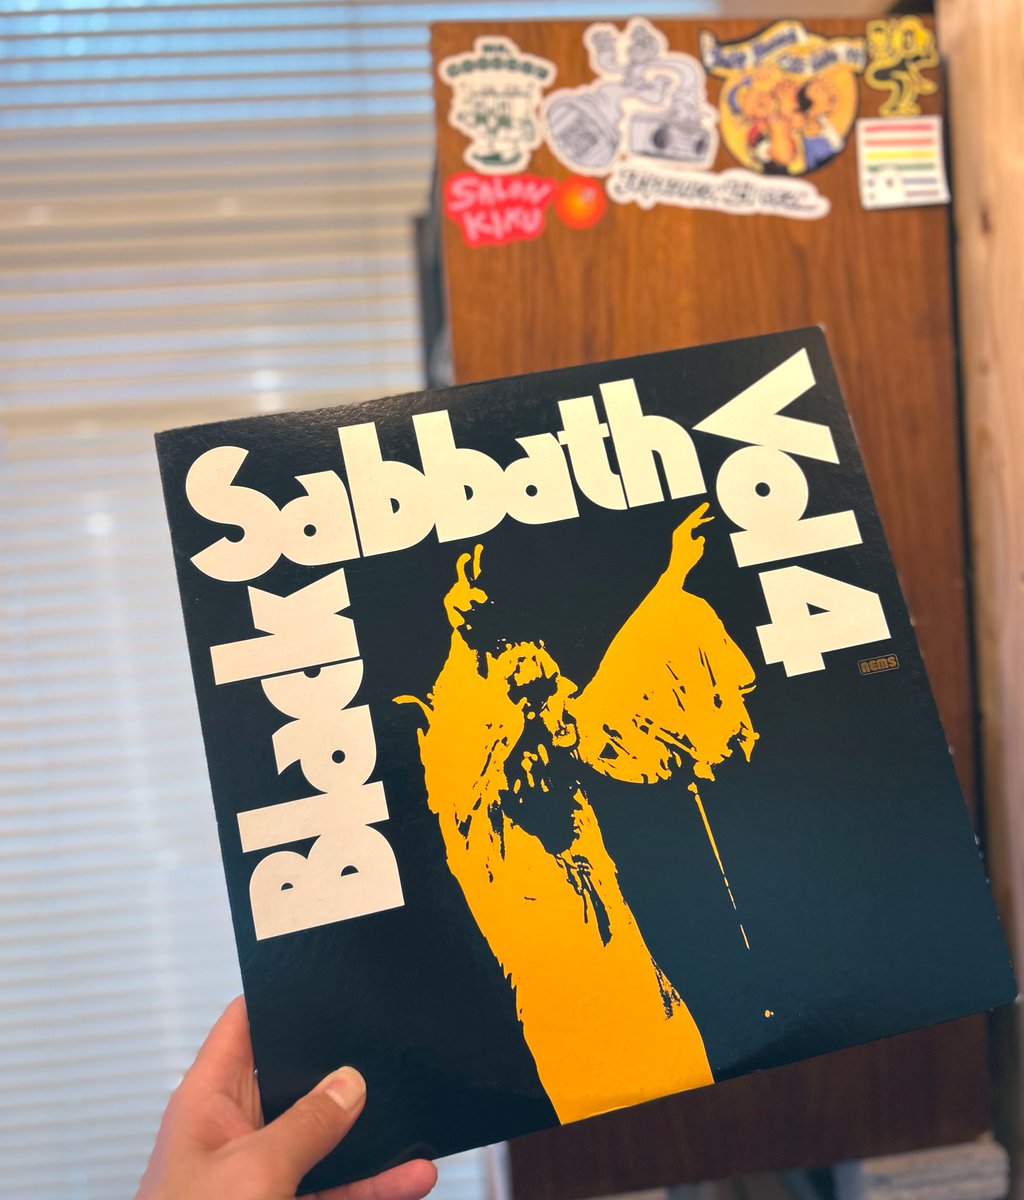 Black
Sabbath
Vol 4
NEMS
SALON
KIKU